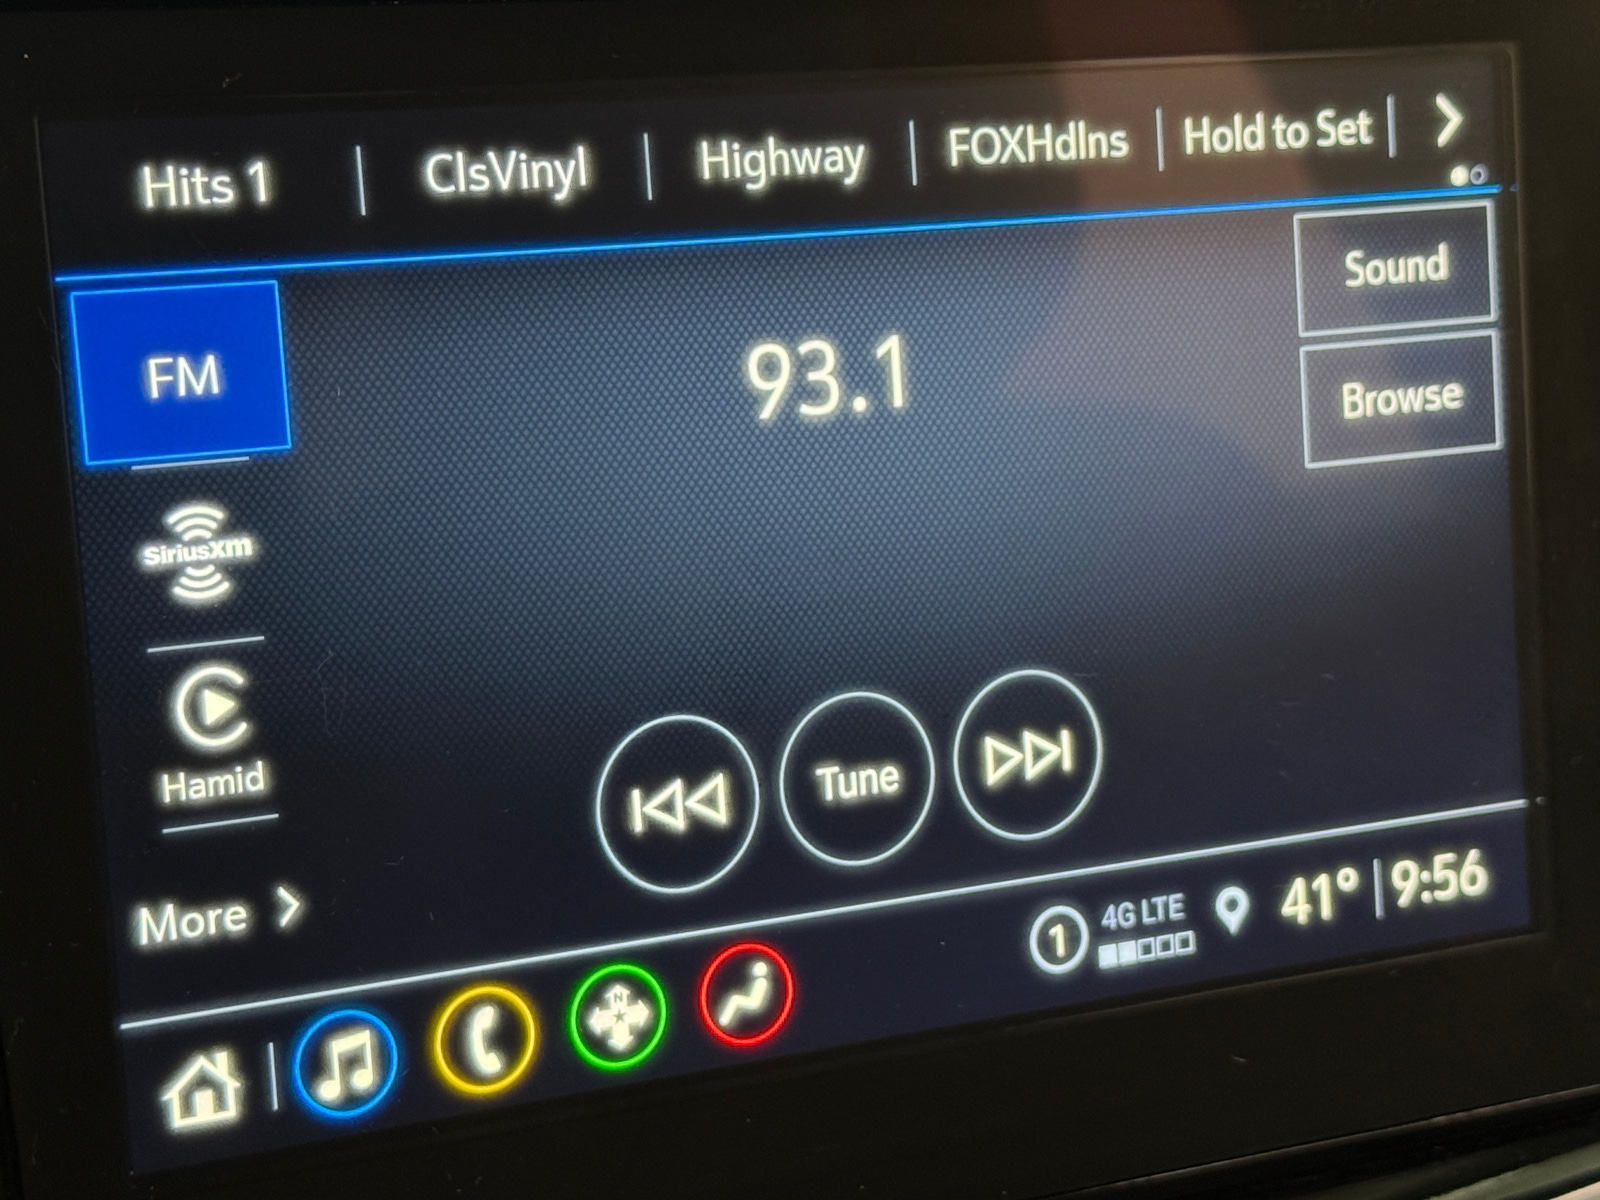 Hits 1
ClsVinyl
Highway
FOXHdlns
Hold to Set
Sound
FM
93.1
Browse
SiriusXM
Hamid
Tune
More
4G LTE
1
41° 9:56
N